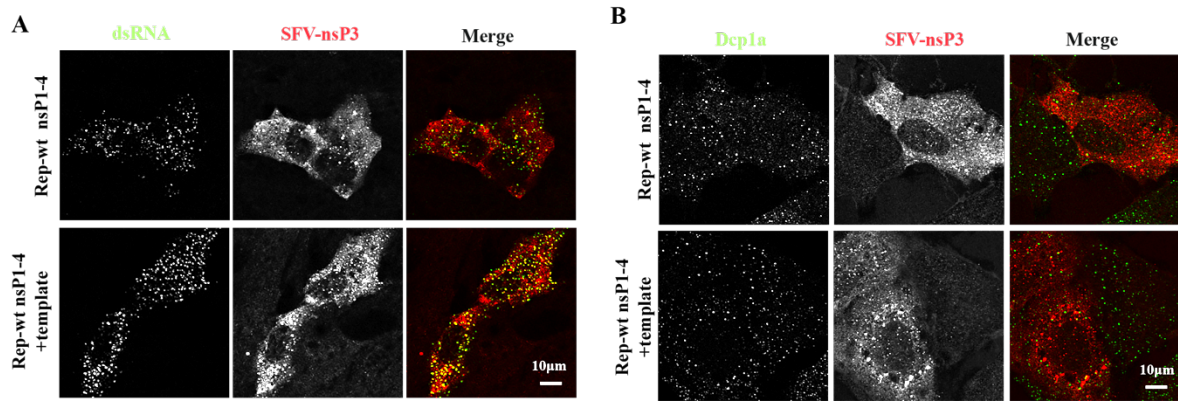 A
dsRNA SFV-nsP3 Merge
Rep-wt nsP1-4
Rep-wt nsP1-4
+template
10μm
B
Dcp1a SFV-nsP3 Merge
Rep-wt nsP1-4
Rep-wt nsP1-4
+template
10μm